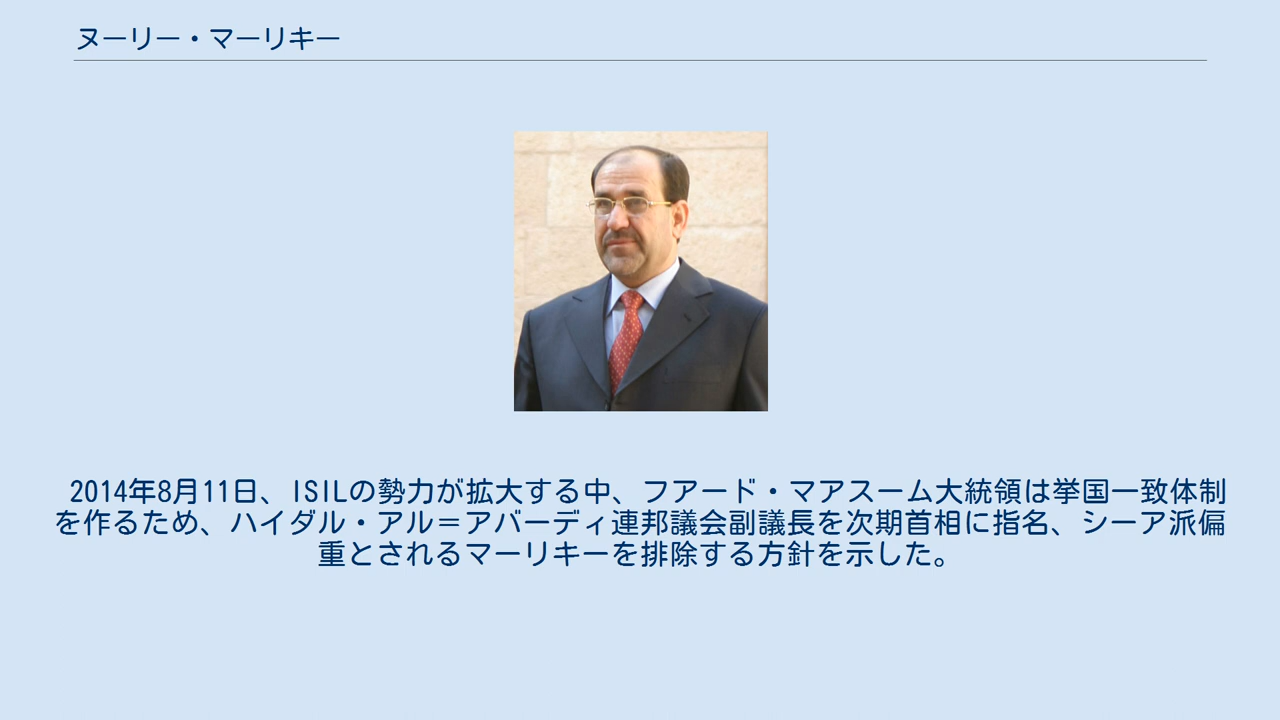 ヌーリー・マーリキー
2014年8月11日、ISILの勢力が拡大する中、フアード・マアスーム大統領は挙国一致体制
を作るため、ハイダル・アル＝アバーディ連邦議会副議長を次期首相に指名、シーア派偏
重とされるマーリキーを排除する方針を示した。